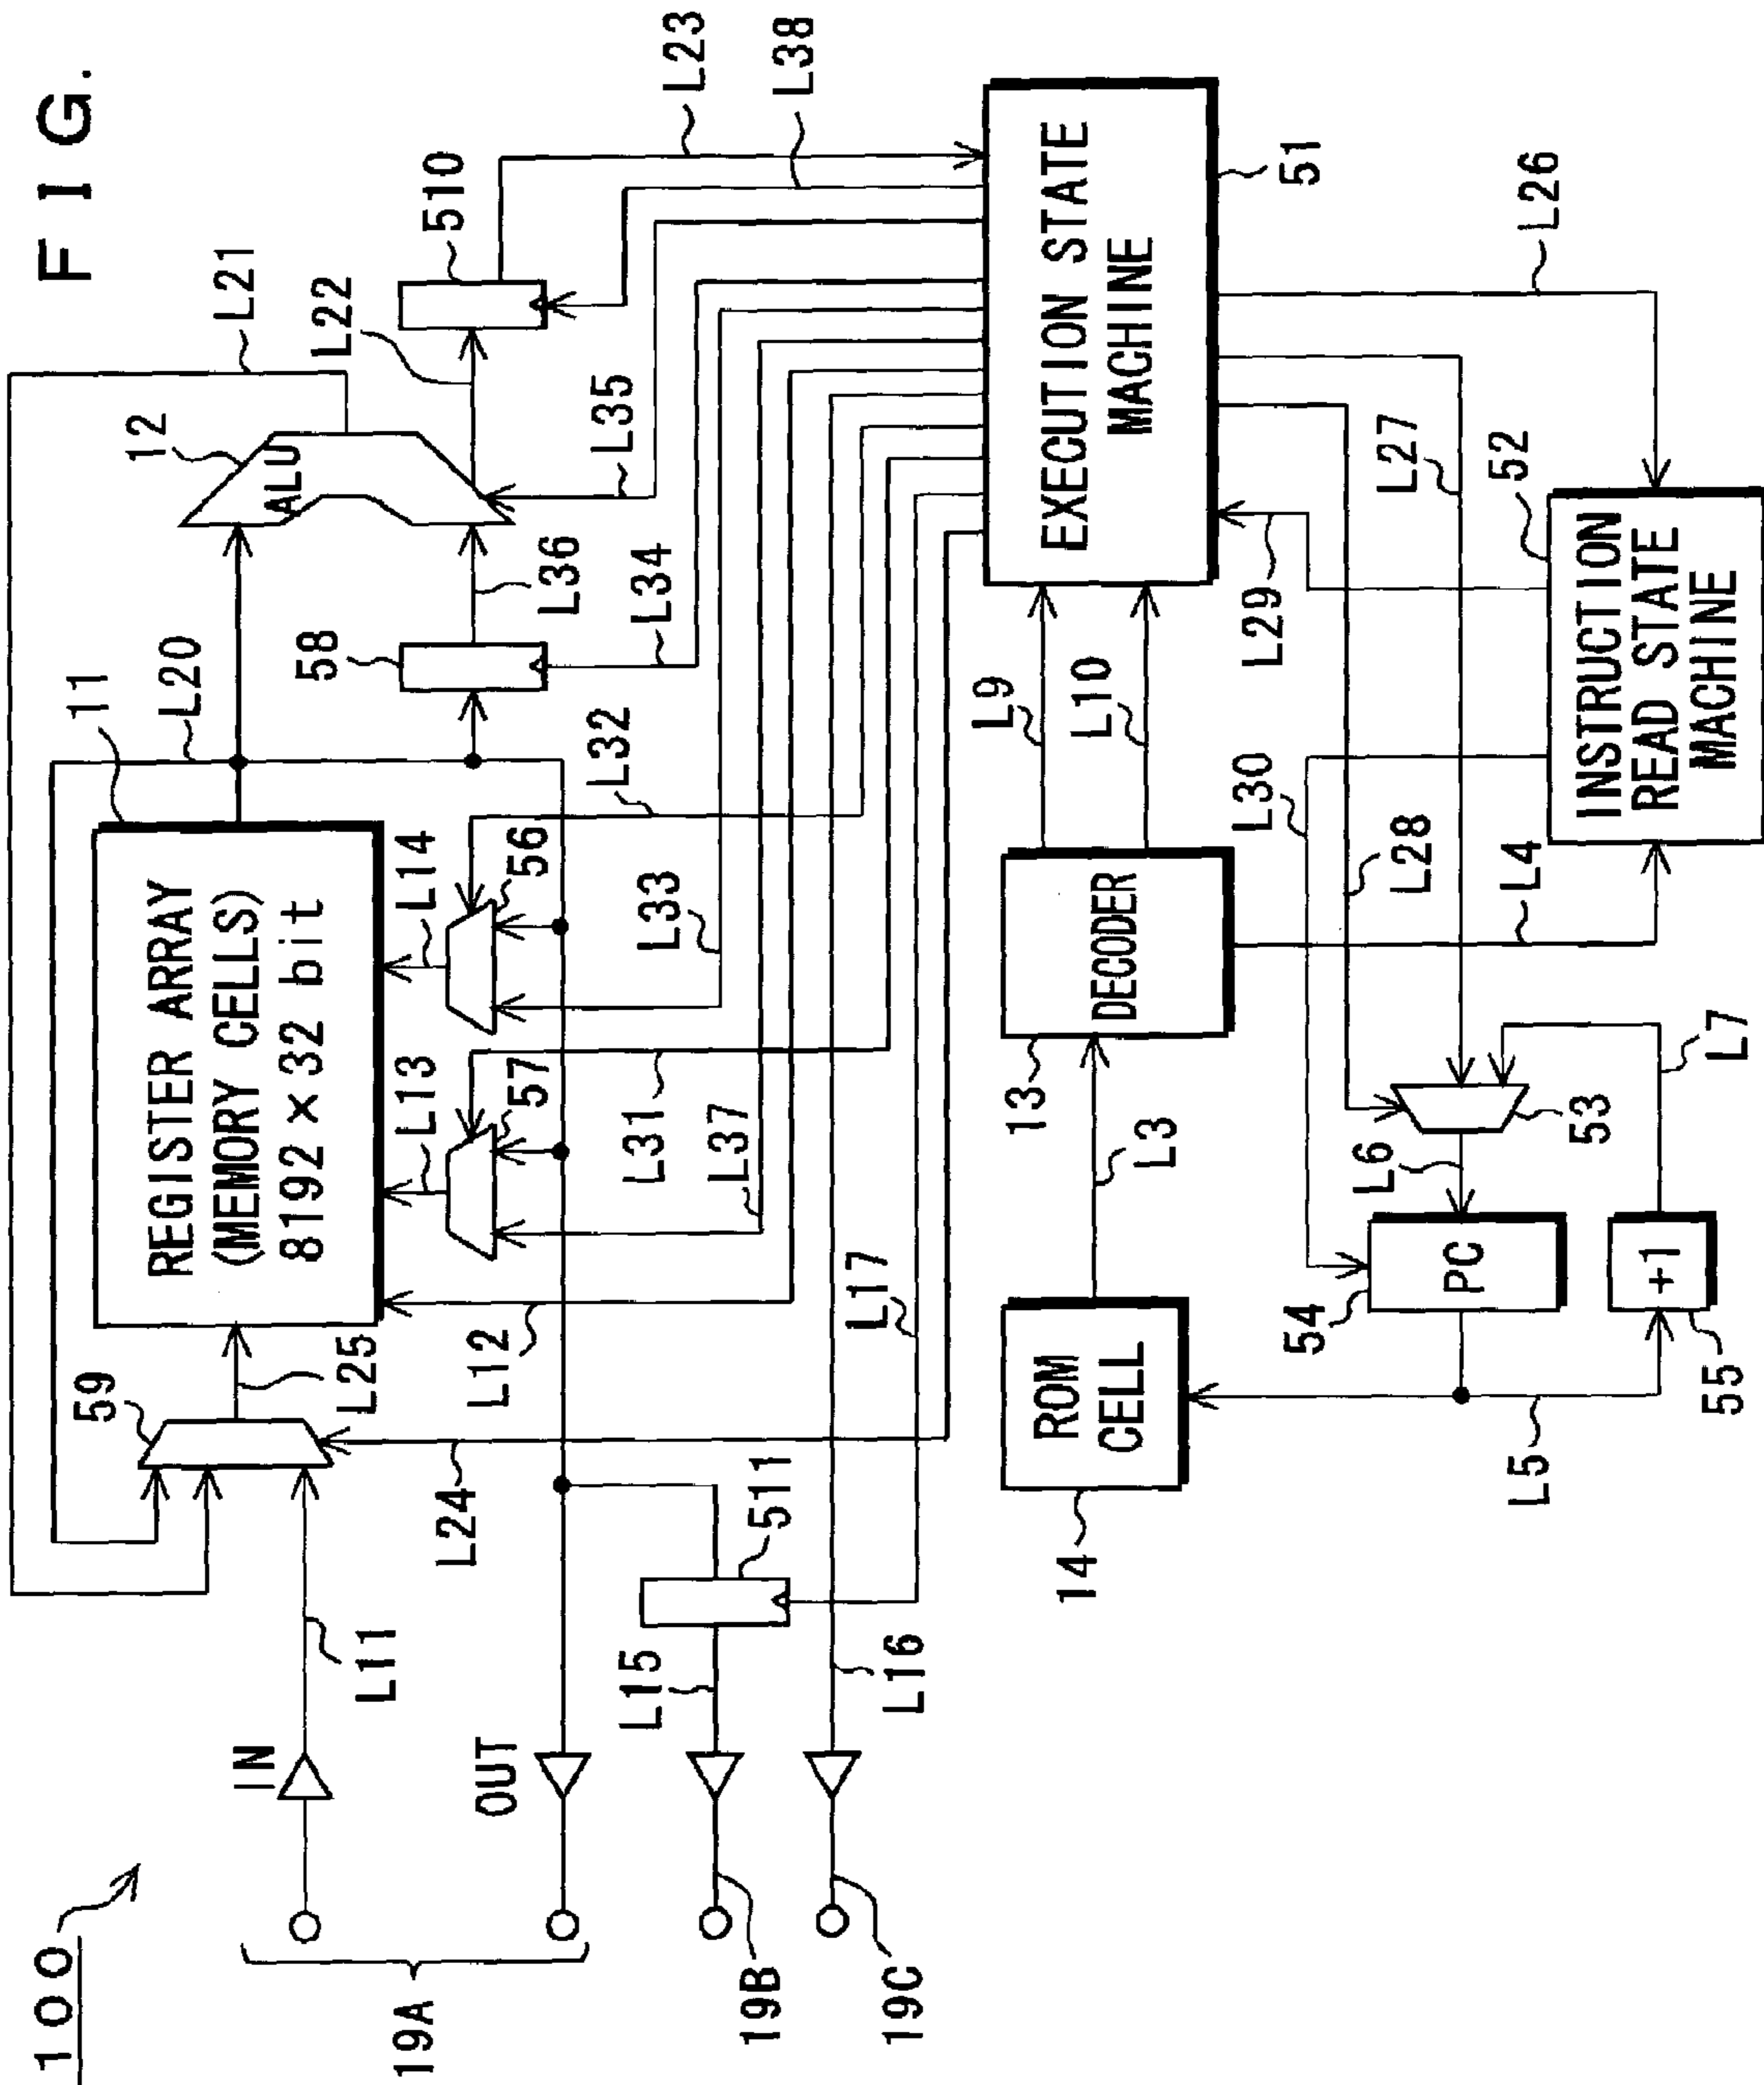 FIG.
100
19A
IN
OUT
19B
19C
L11
L15
L16
59
L25
L24
511
L12
L17
REGISTER ARRAY
(MEMORY CELLS)
8192×32 bit
11
L13
57
L14
56
L31
L37
L33
L32
L20
58
L36
L34
12
ALU
L21
L22
L35
510
L23
L38
EXECUTION STATE
MACHINE
51
L9
L10
DECODER
13
L3
ROM
CELL
14
L29
L30
L28
L27
L26
L4
52
INSTRUCTION
READ STATE
MACHINE
53
L7
L6
PC
54
+1
55
L5